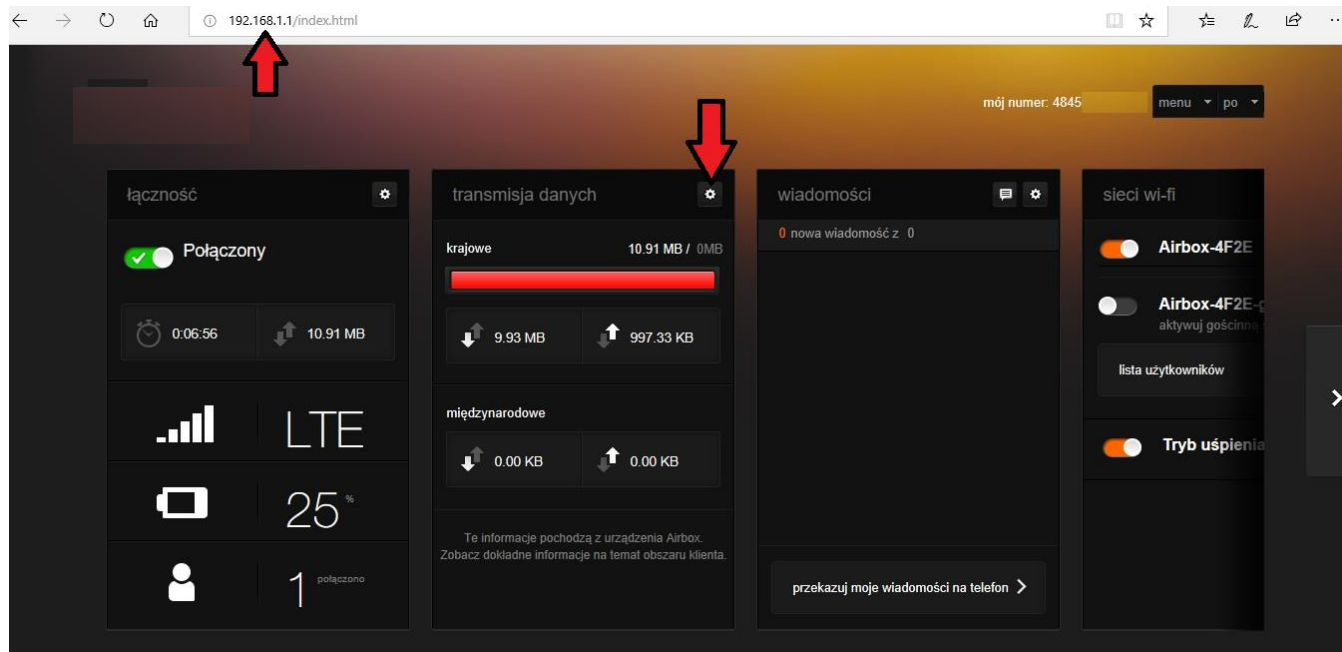 192.168.1.1/index.html
mój numer: 4845
menu
po
łączność
Połączony
0:06:56
10.91 MB
LTE
25 %
1 połączono
transmisja danych
krajowe
10.91 MB / 0MB
9.93 MB
997.33 KB
międzynarodowe
0.00 KB
0.00 KB
Te informacje pochodzą z urządzenia Airbox.
Zobacz dokładne informacje na temat obszaru klienta.
wiadomości
0 nowa wiadomość z 0
przekazuj moje wiadomości na telefon
sieci wi-fi
Airbox-4F2E
Airbox-4F2E-g
aktywuj gościnną
lista użytkowników
Tryb uśpienia